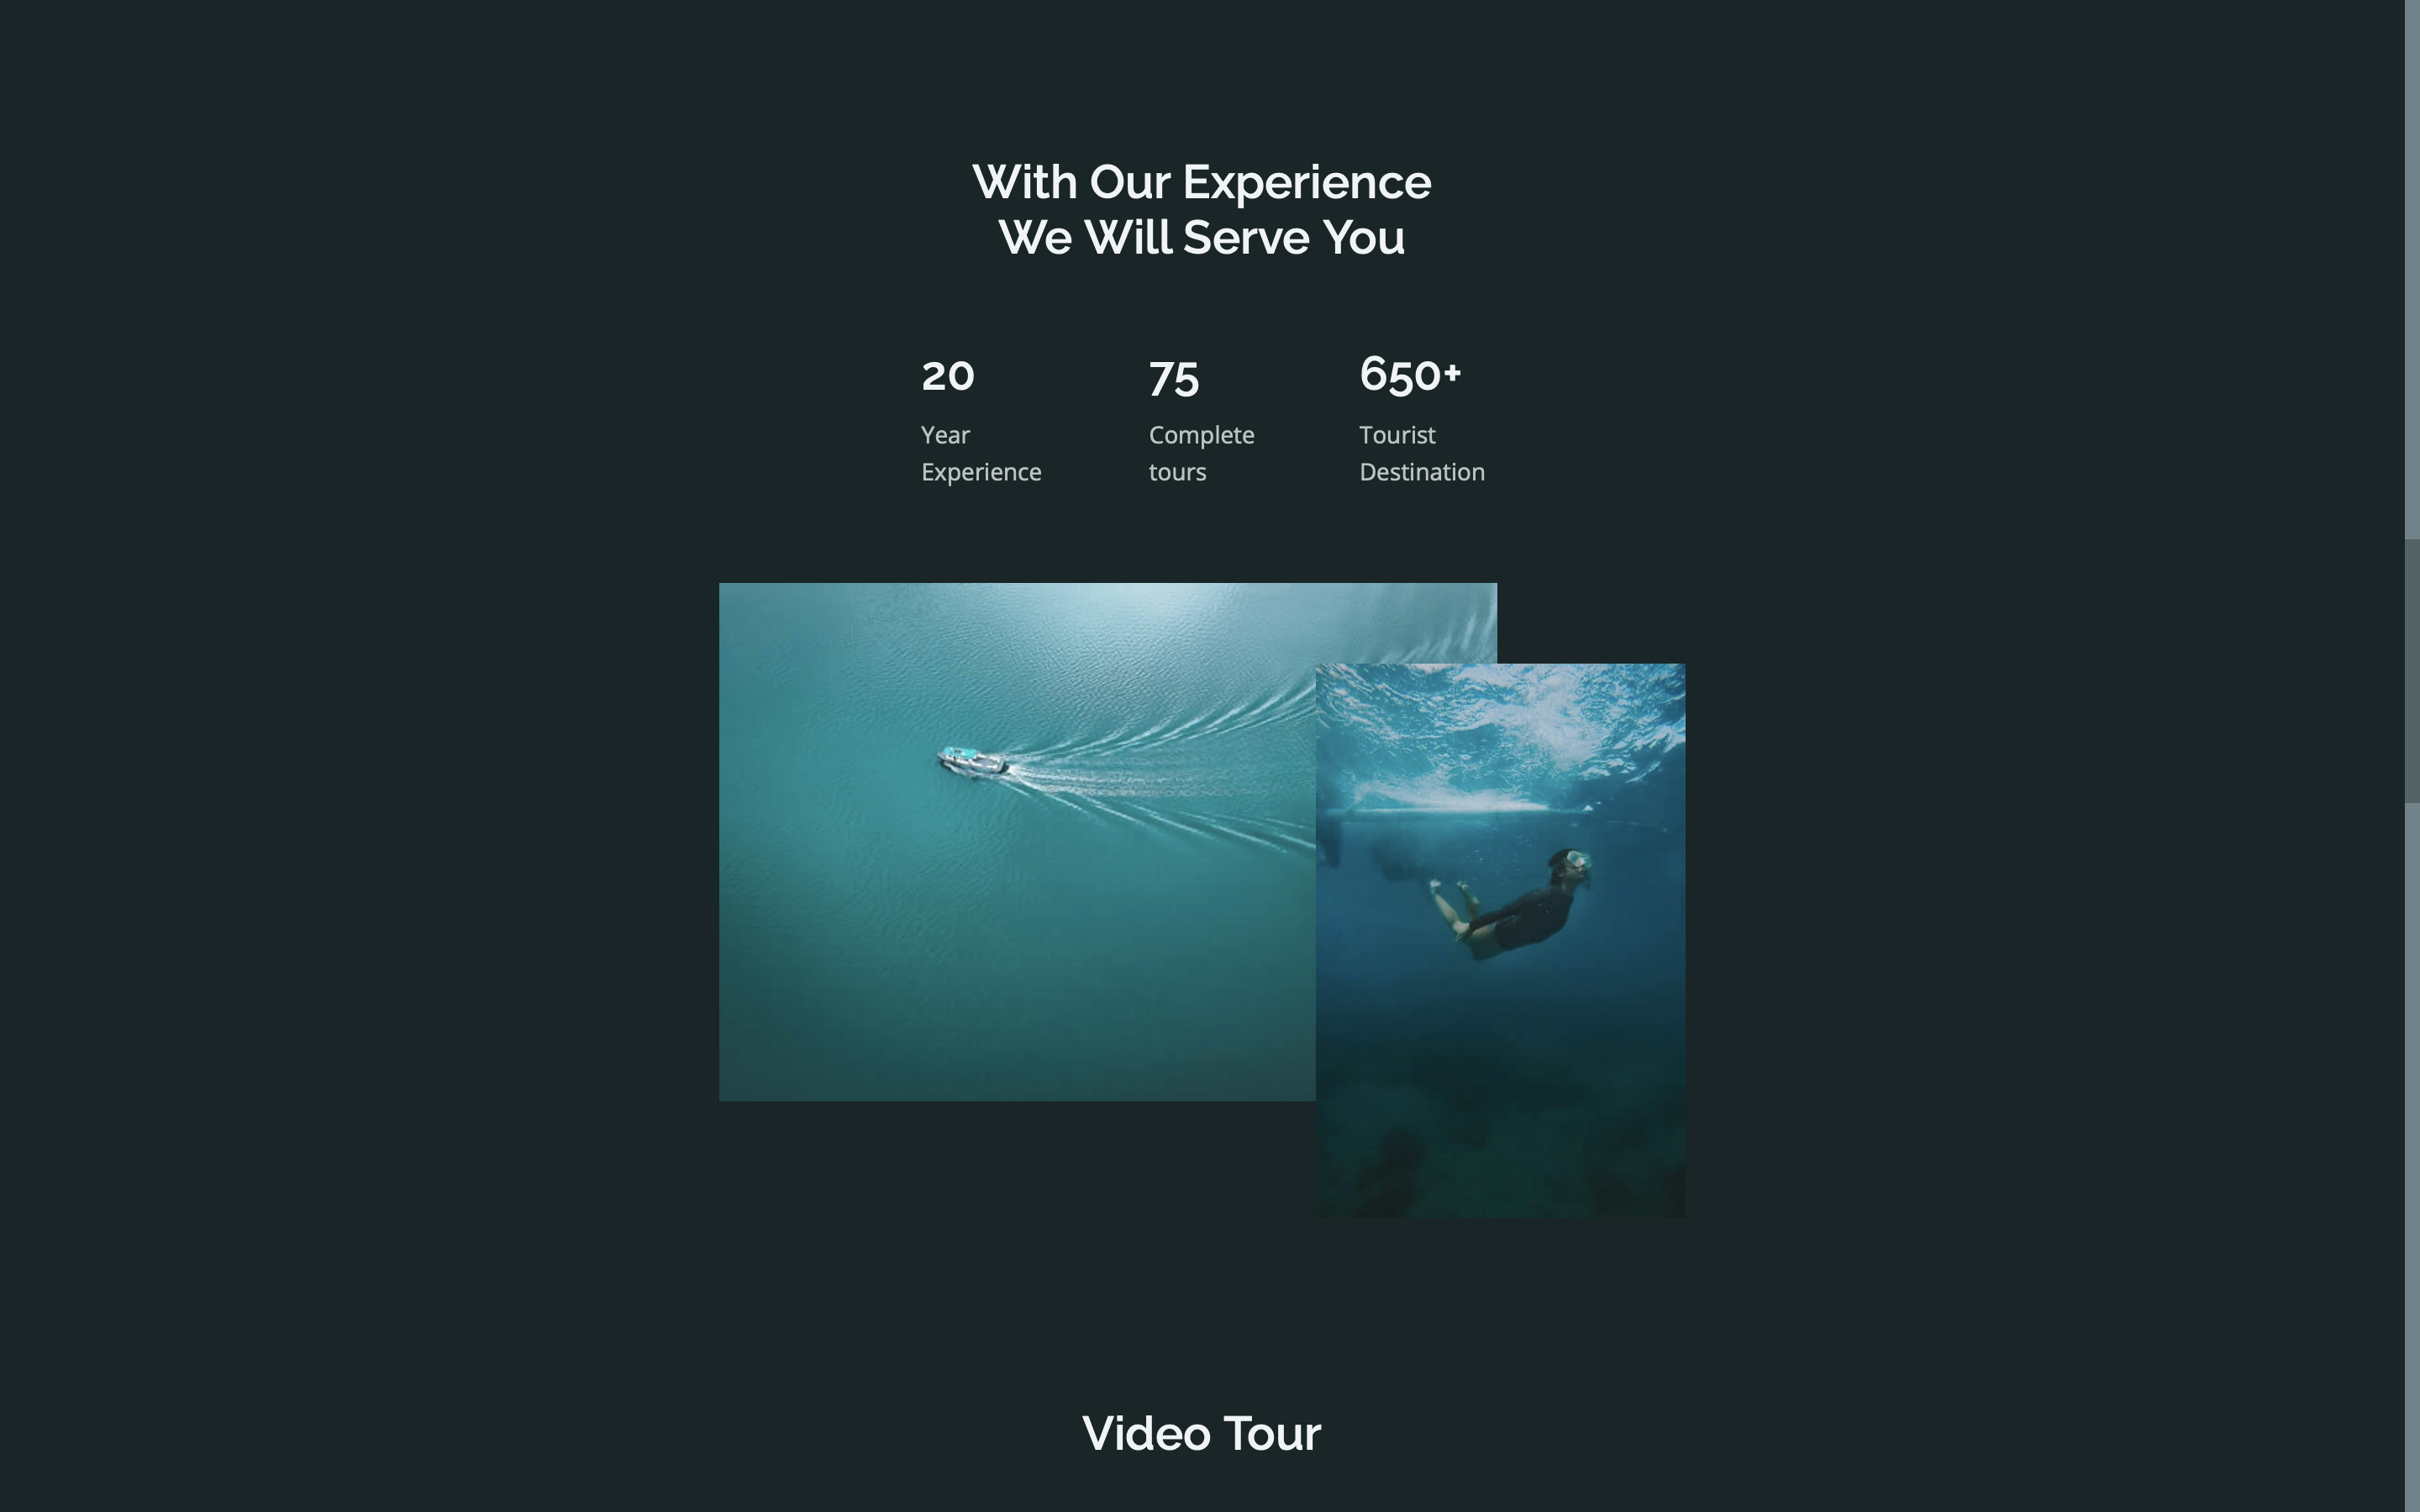 With Our Experience
We Will Serve You
20
Year
Experience
75
Complete
tours
650+
Tourist
Destination
Video Tour